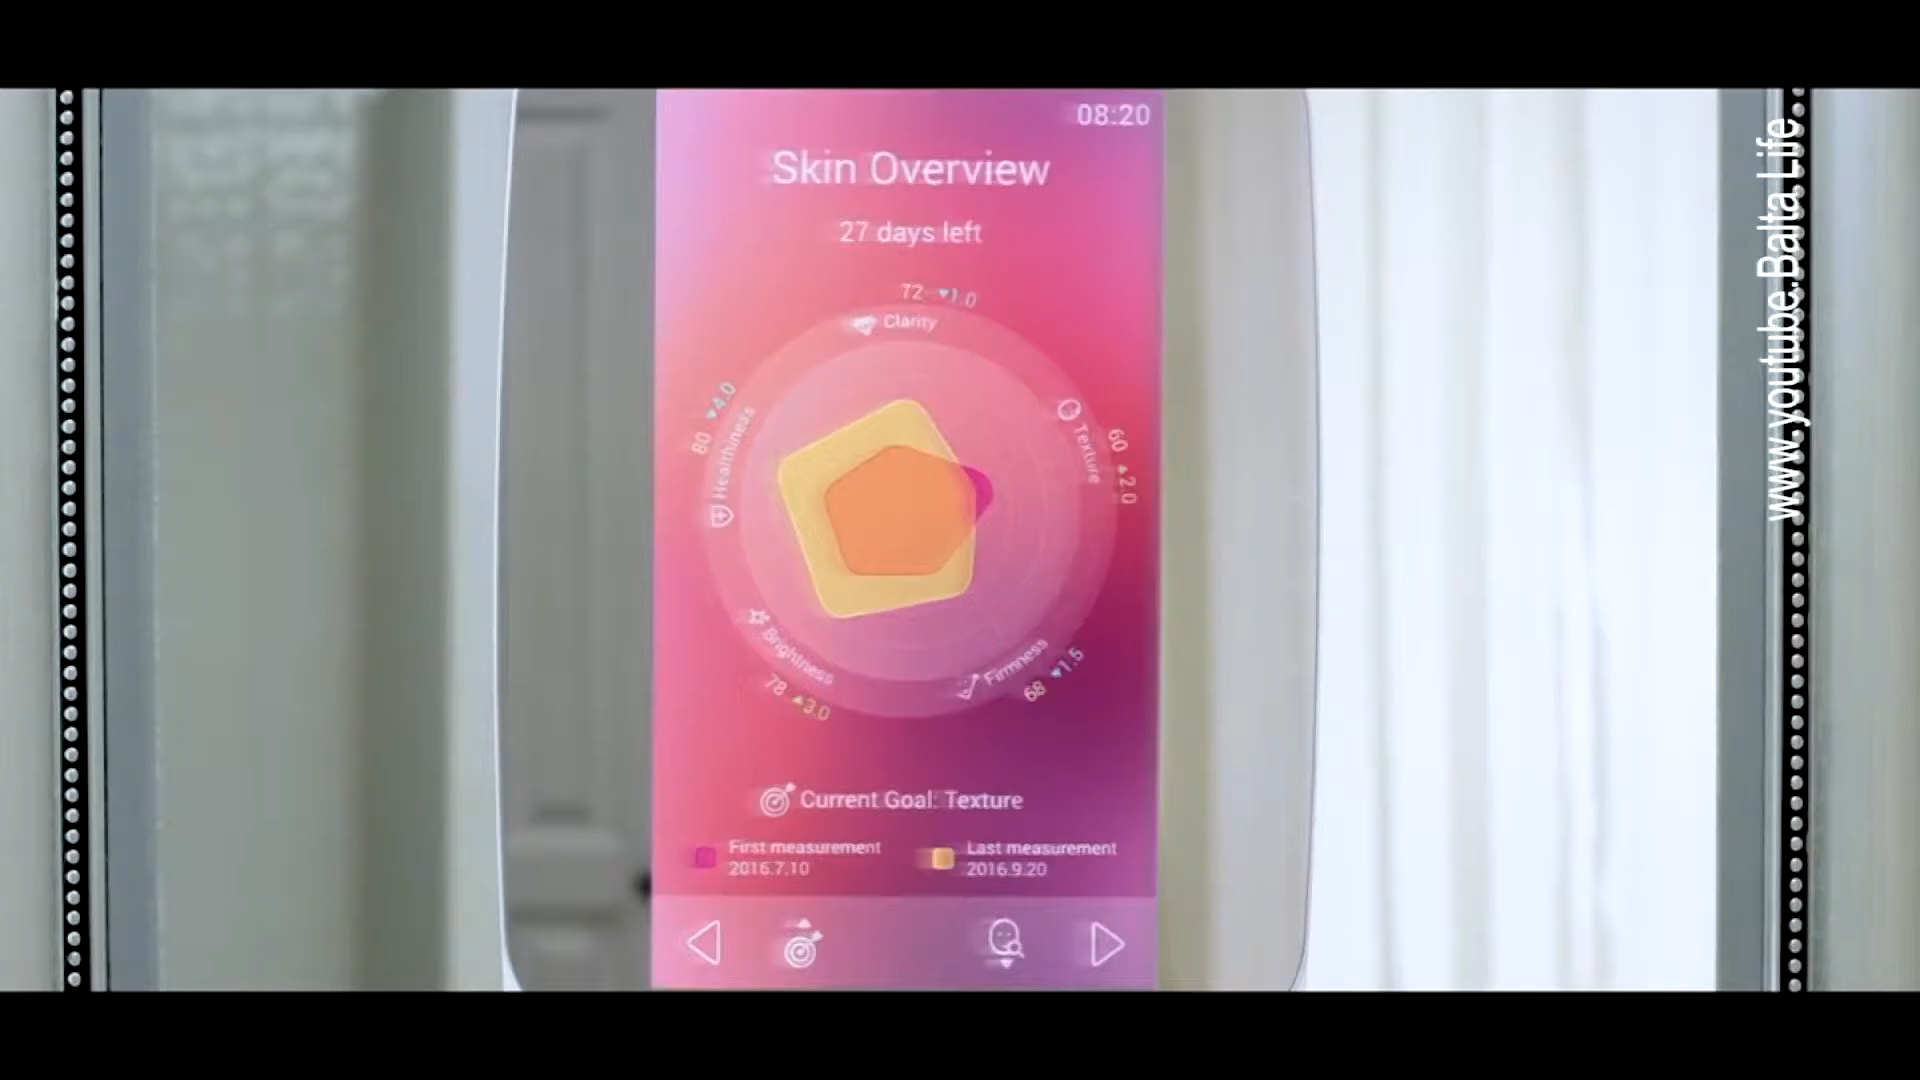 08:20
Skin Overview
27 days left
72 ▼1.0
Clarity
80 ▼4.0
Healthiness
Texture
60 ▲2.0
Brightness
78 ▲3.0
Firmness
68 ▼1.5
Current Goal: Texture
First measurement
2016.7.10
Last measurement
2016.9.20
www.youtube.Balta.Life